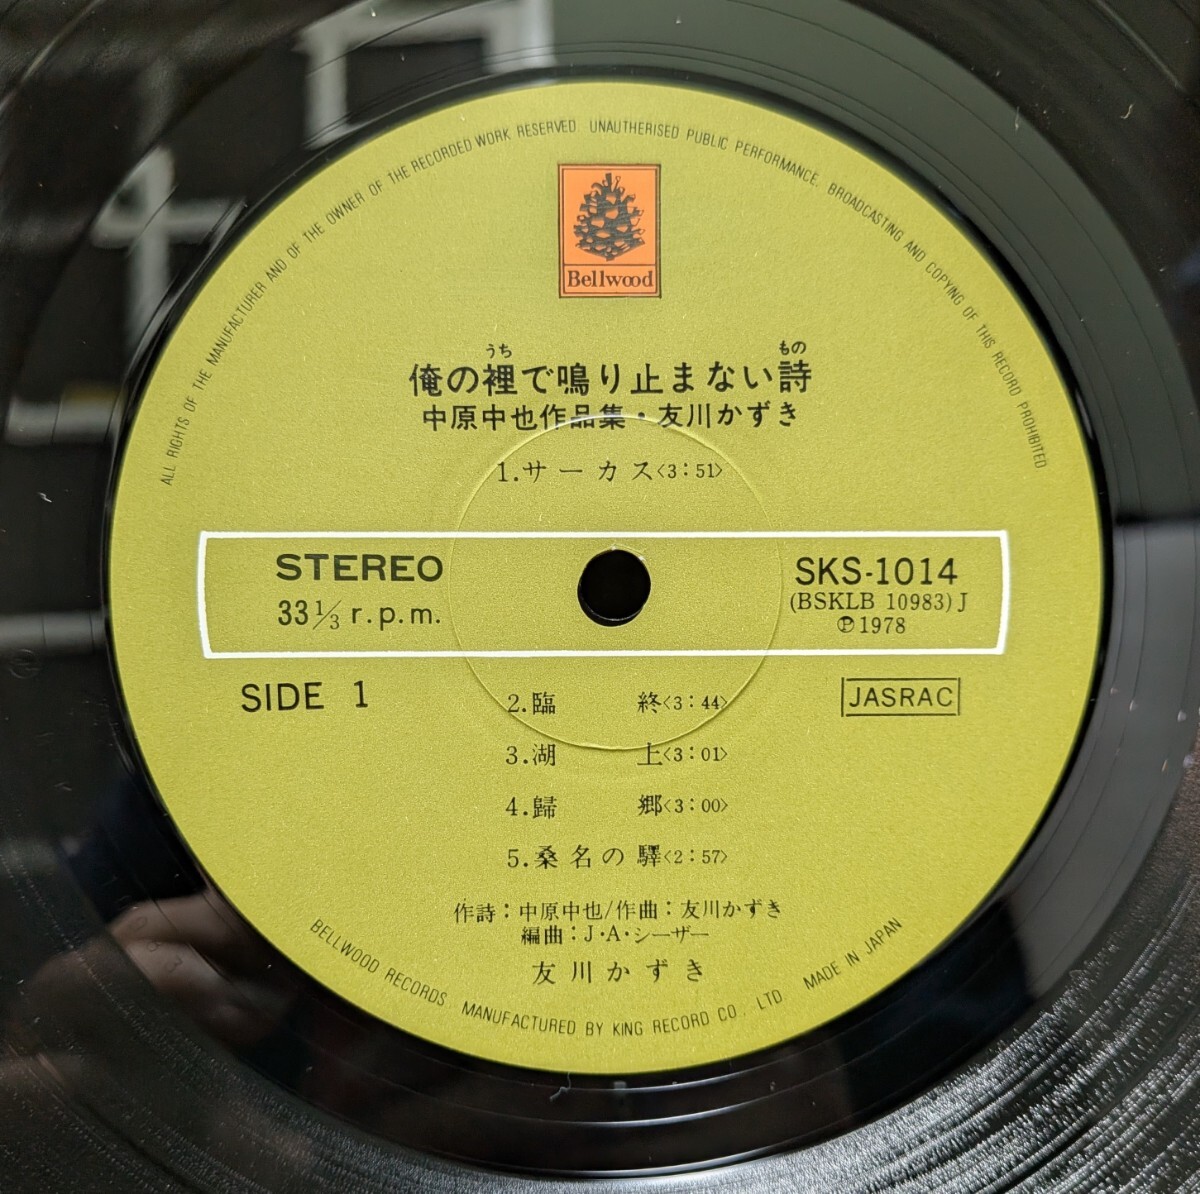 ALL RIGHTS OF THE MANUFACTURER AND OF THE OWNER OF THE RECORDED WORK RESERVED. UNAUTHORISED PUBLIC PERFORMANCE, BROADCASTING AND COPYING OF THIS RECORD PROHIBITED
Bellwood
うち もの
俺の裡で鳴り止まない詩
中原中也作品集・友川かずき
1.サーカス〈3:51〉
STEREO
33⅓ r.p.m.
SKS-1014
(BSKLB 10983)J
℗1978
SIDE 1
JASRAC
2.臨 終〈3:44〉
3.湖 上〈3:01〉
4.歸 郷〈3:00〉
5.桑名の驛〈2:57〉
作詩:中原中也/作曲:友川かずき
編曲:J・A・シーザー
友川かずき
BELLWOOD RECORDS MANUFACTURED BY KING RECORD CO., LTD MADE IN JAPAN